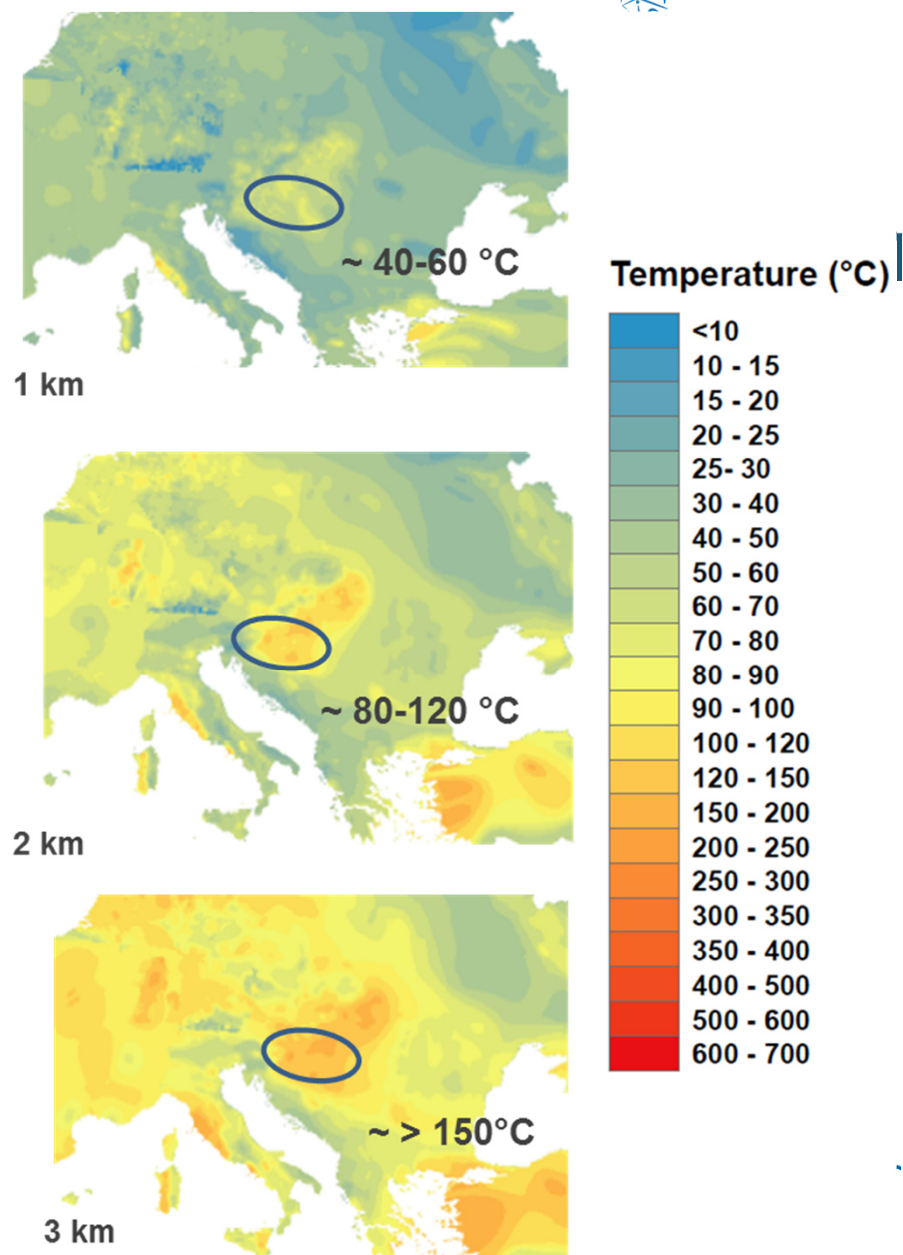 ~ 40-60 °C
1 km
~ 80-120 °C
2 km
~ > 150°C
3 km
Temperature (°C)
<10
10 - 15
15 - 20
20 - 25
25- 30
30 - 40
40 - 50
50 - 60
60 - 70
70 - 80
80 - 90
90 - 100
100 - 120
120 - 150
150 - 200
200 - 250
250 - 300
300 - 350
350 - 400
400 - 500
500 - 600
600 - 700